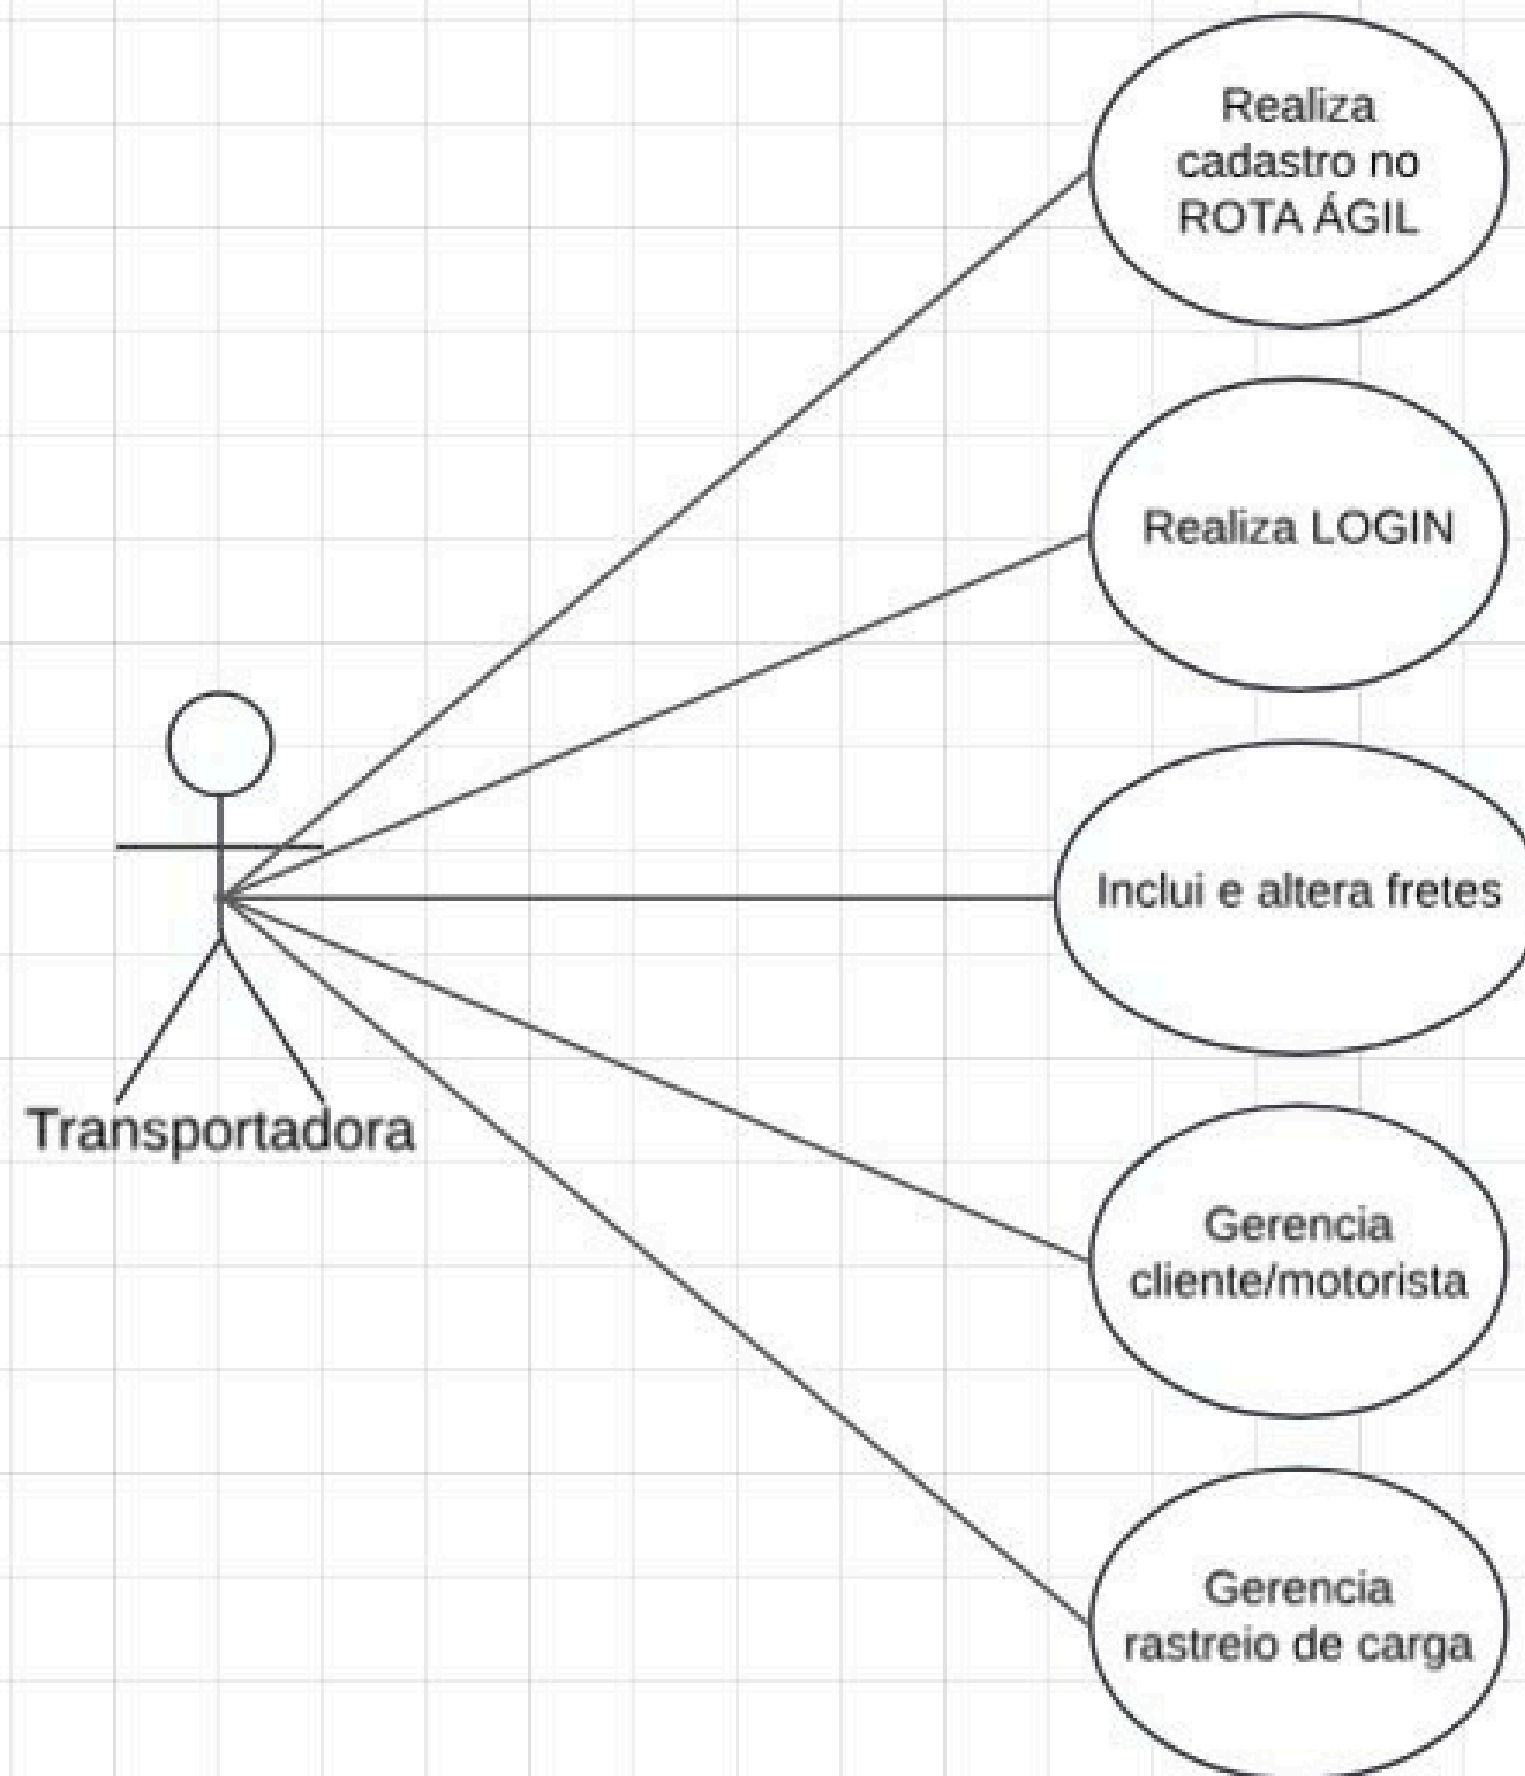 Realiza
cadastro no
ROTA ÁGIL
Realiza LOGIN
Inclui e altera fretes
Transportadora
Gerencia
cliente/motorista
Gerencia
rastreio de carga